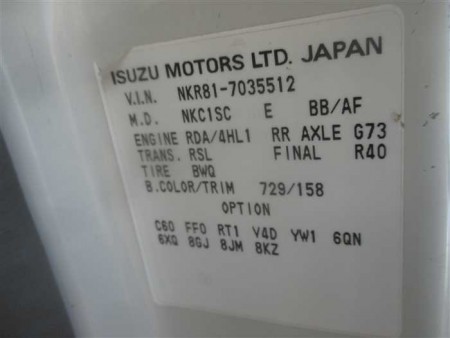 ISUZU MOTORS LTD. JAPAN
V.I.N. NKR81-7035512
M.D. NKC1SC E BB/AF
ENGINE RDA/4HL1 RR AXLE G73
TRANS. RSL FINAL R40
TIRE BWQ
B.COLOR/TRIM 729/158
OPTION
C60 FF0 RT1 V4D YW1 6QN
6XQ 8GJ 8JM 8KZ